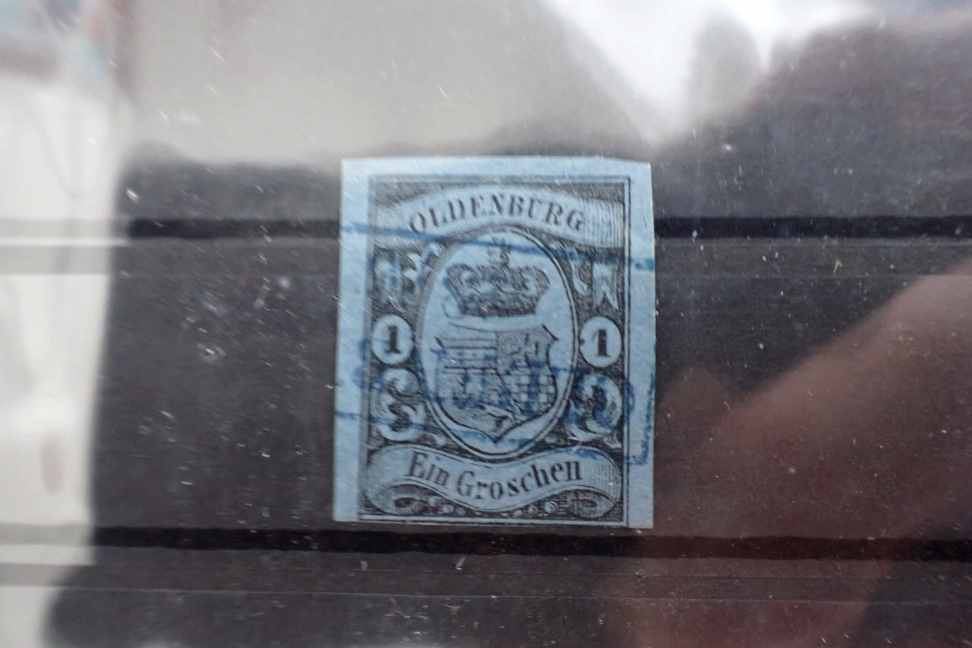 OLDENBURG
1 1
Ein Groschen